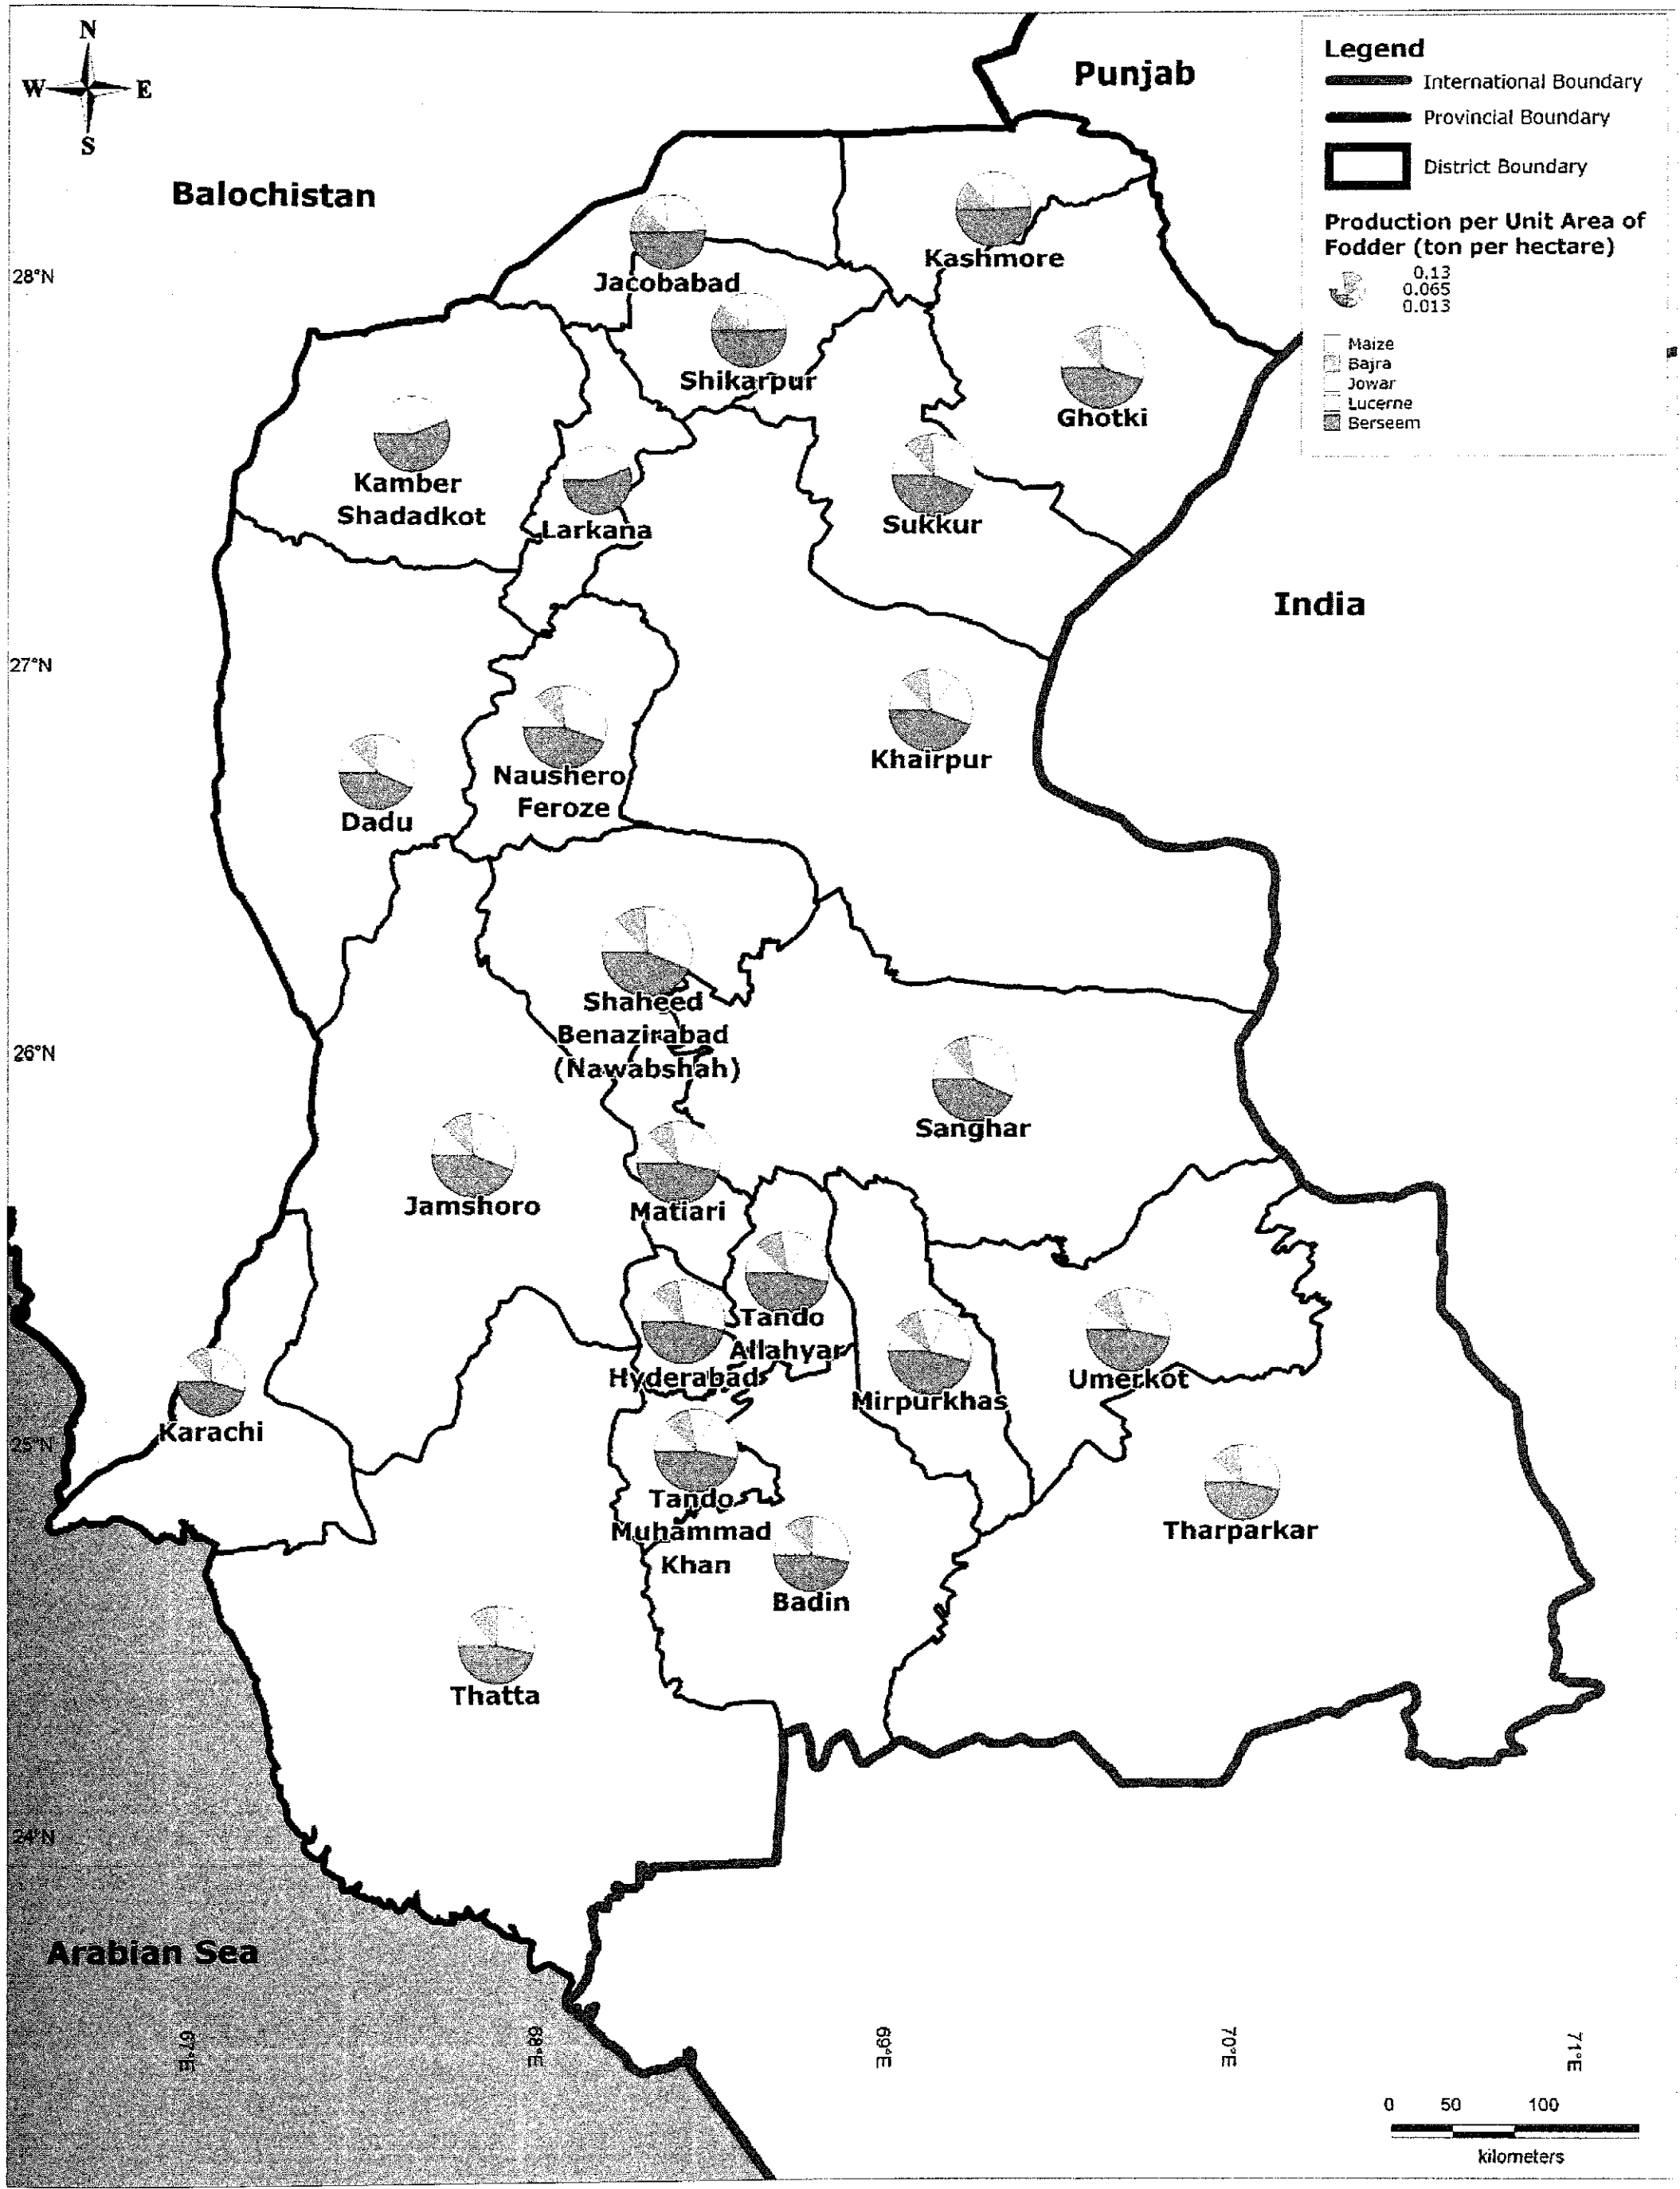 N
W E
S
Punjab
Balochistan
Legend
International Boundary
Provincial Boundary
District Boundary
Production per Unit Area of
Fodder (ton per hectare)
0.13
0.065
0.013
Maize
Bajra
Jowar
Lucerne
Berseem
28°N
Kashmore
Jacobabad
Shikarpur
Ghotki
Kamber
Shadadkot
Larkana
Sukkur
India
27°N
Khairpur
Naushero
Feroze
Dadu
Shaheed
Benazirabad
(Nawabshah)
26°N
Sanghar
Jamshoro
Matiari
Tando
Allahyar
Hyderabad
Umerkot
Mirpurkhas
Karachi
25°N
Tando
Muhammad
Khan
Tharparkar
Badin
Thatta
24°N
Arabian Sea
67°E
68°E
69°E
70°E
71°E
0 50 100
kilometers